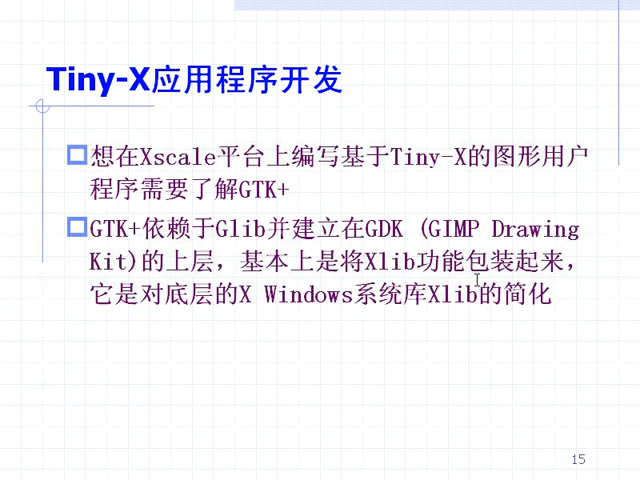 Tiny-X应用程序开发
想在Xscale平台上编写基于Tiny-X的图形用户
程序需要了解GTK+
GTK+依赖于Glib并建立在GDK (GIMP Drawing
Kit)的上层，基本上是将Xlib功能包装起来，
它是对底层的X Windows系统库Xlib的简化
15